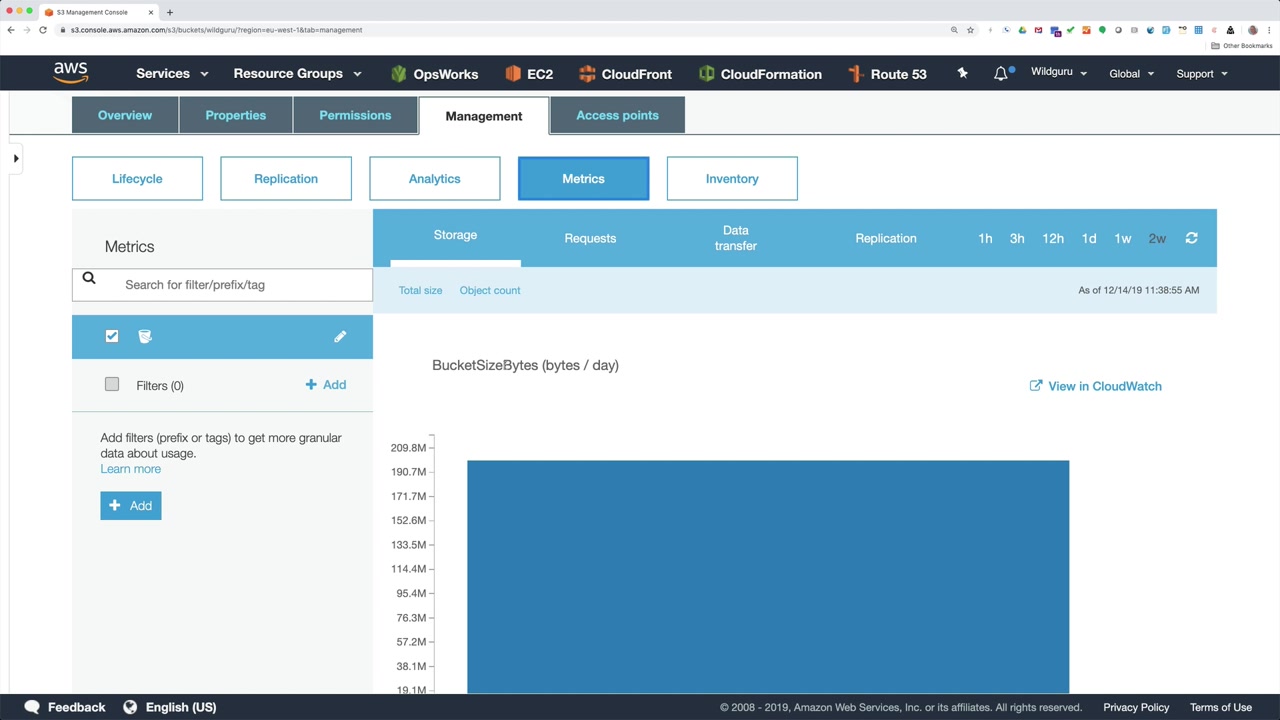 S3 Management Console
s3.console.aws.amazon.com/s3/buckets/wildguru/?region=eu-west-1&tab=management
Other Bookmarks
aws
Services
Resource Groups
OpsWorks
EC2
CloudFront
CloudFormation
Route 53
Wildguru
Global
Support
Overview
Properties
Permissions
Management
Access points
Lifecycle
Replication
Analytics
Metrics
Inventory
Metrics
Search for filter/prefix/tag
Filters (0)
Add
Add filters (prefix or tags) to get more granular
data about usage.
Learn more
Add
Storage
Requests
Data
transfer
Replication
1h
3h
12h
1d
1w
2w
Total size
Object count
As of 12/14/19 11:38:55 AM
BucketSizeBytes (bytes / day)
View in CloudWatch
209.8M
190.7M
171.7M
152.6M
133.5M
114.4M
95.4M
76.3M
57.2M
38.1M
19.1M
Feedback
English (US)
© 2008 - 2019, Amazon Web Services, Inc. or its affiliates. All rights reserved.
Privacy Policy
Terms of Use